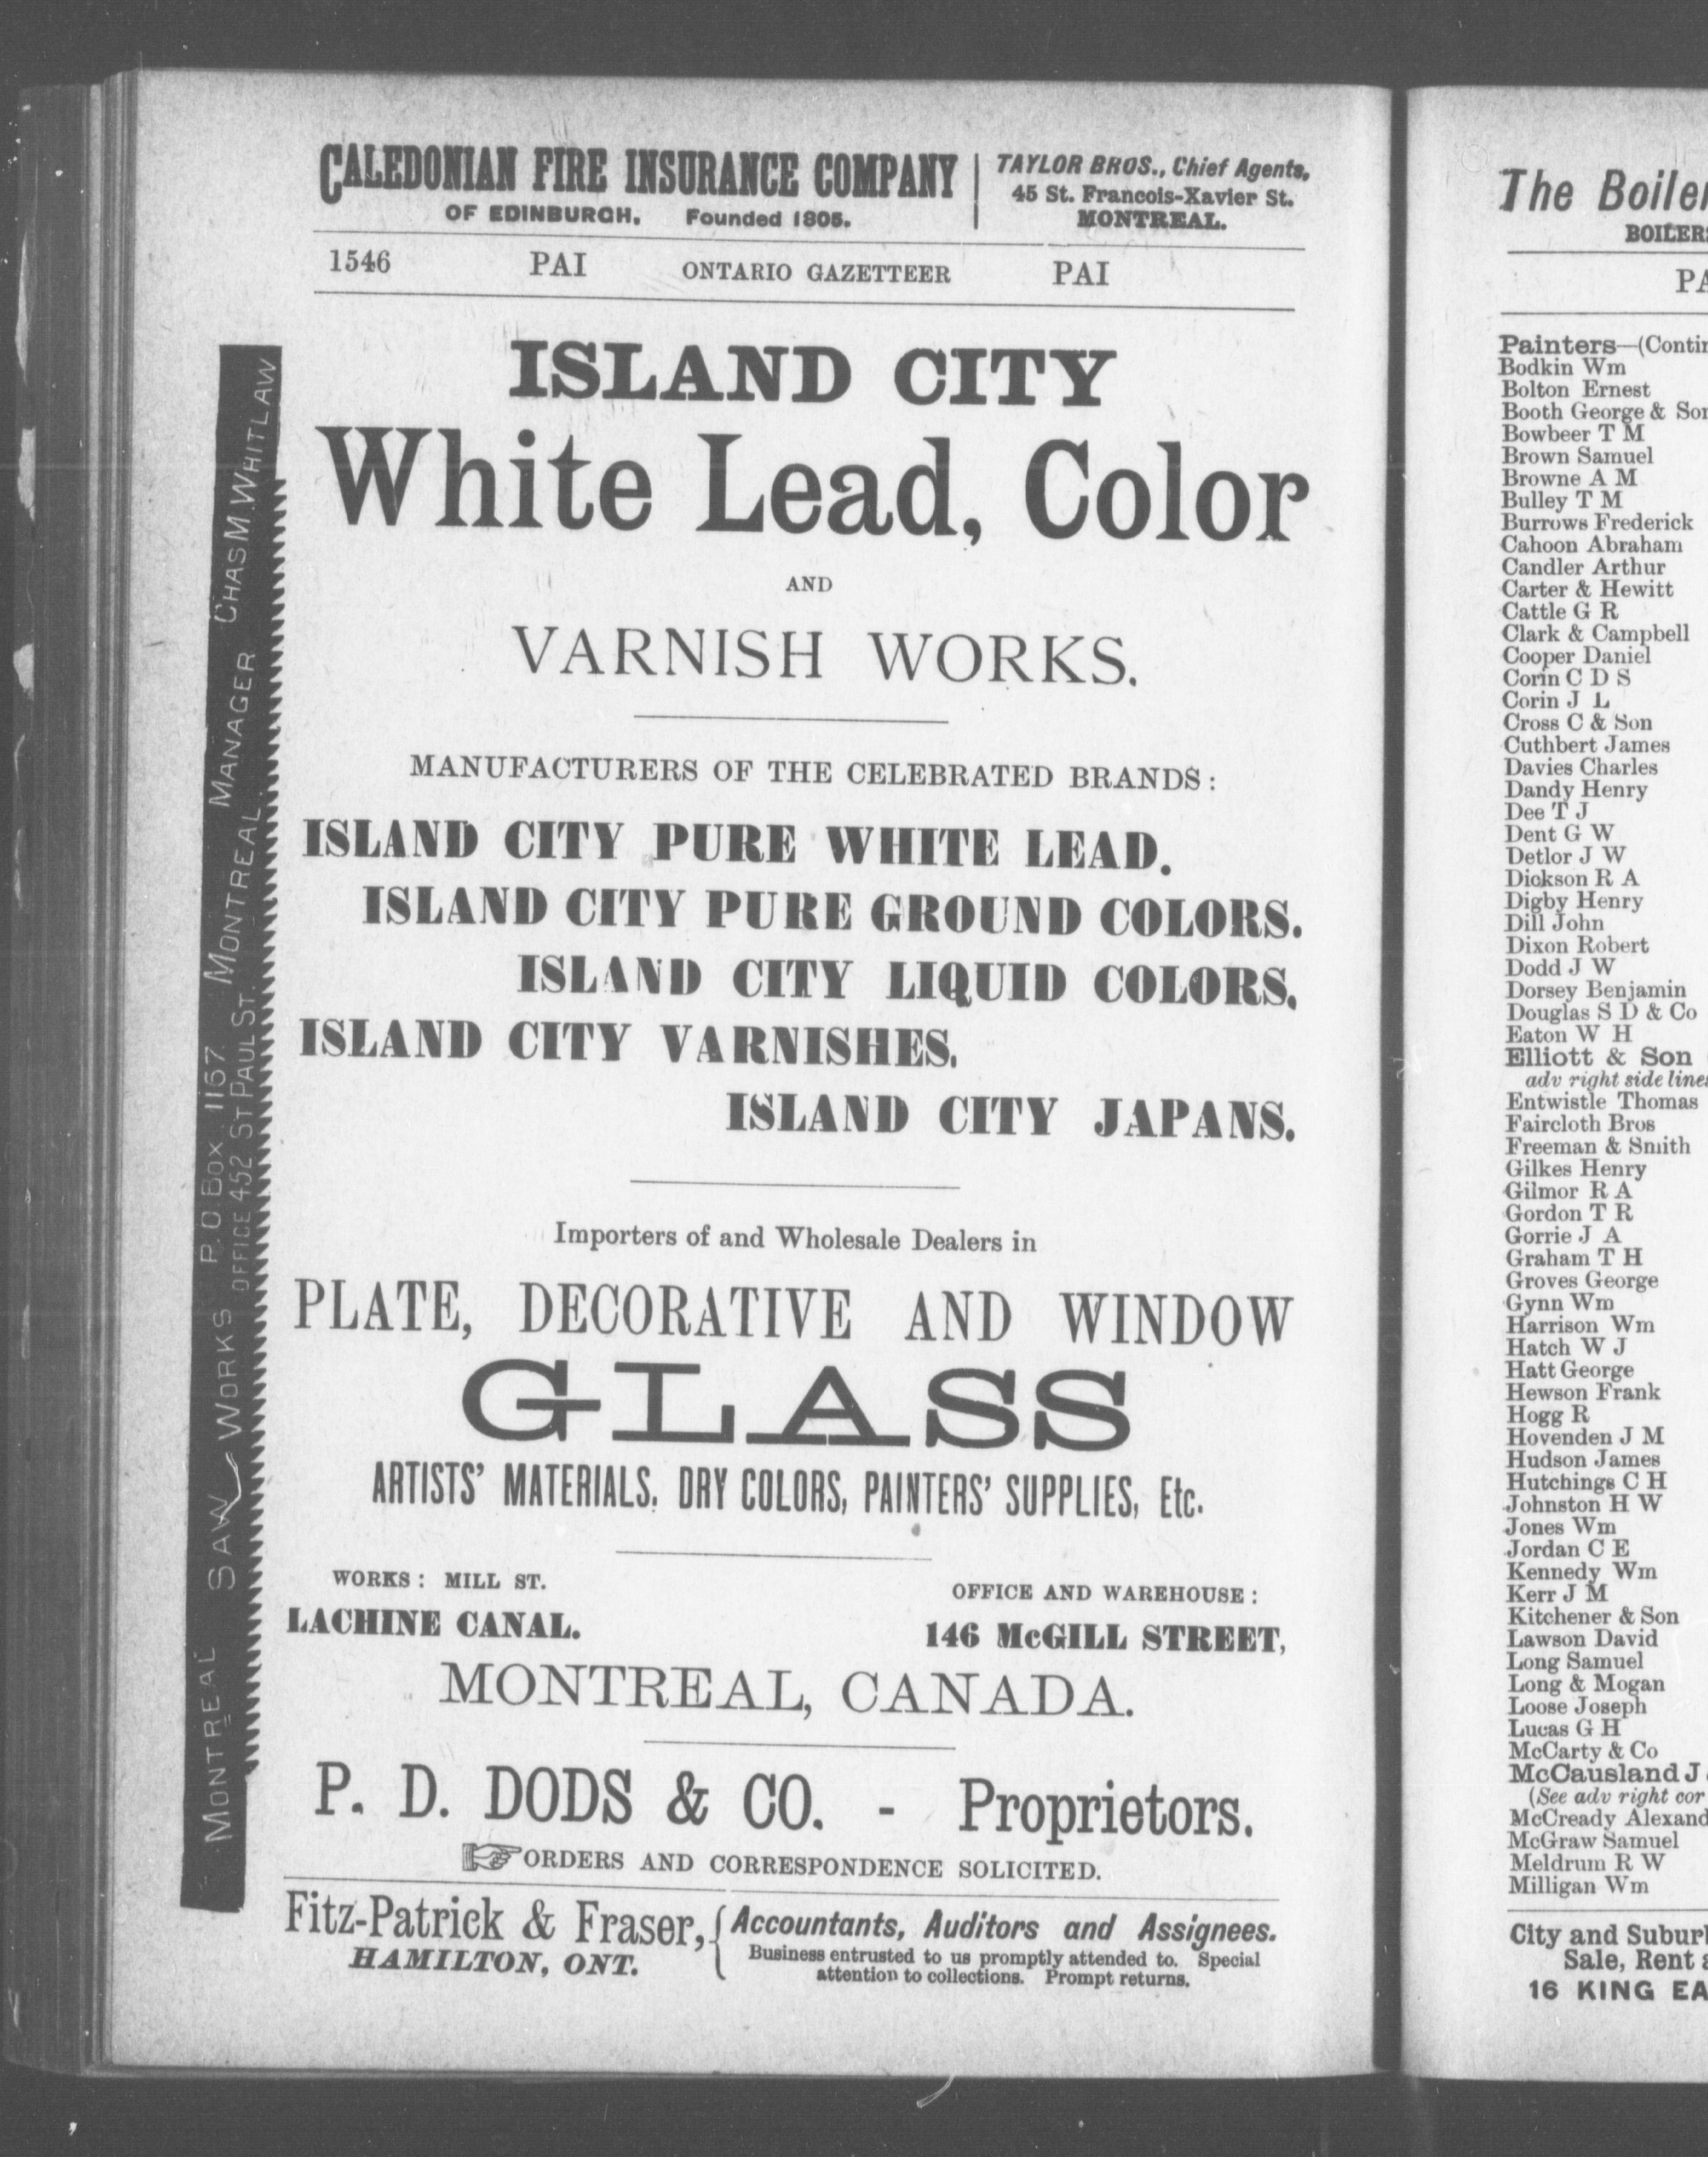 CALEDONIAN FIRE INSURANCE COMPANY
OF EDINBURGH. Founded 1805.
TAYLOR BROS., Chief Agents,
45 St. Francois-Xavier St.
MONTREAL.
1546 PAI ONTARIO GAZETTEER PAI
MONTREAL SAW WORKS P.O BOX 1167 MONTREAL MANAGER CHAS M. WHITLAW
OFFICE 452 ST PAUL ST.
ISLAND CITY
White Lead, Color
AND
VARNISH WORKS.
MANUFACTURERS OF THE CELEBRATED BRANDS:
ISLAND CITY PURE WHITE LEAD.
ISLAND CITY PURE GROUND COLORS.
ISLAND CITY LIQUID COLORS.
ISLAND CITY VARNISHES.
ISLAND CITY JAPANS.
Importers of and Wholesale Dealers in
PLATE, DECORATIVE AND WINDOW
GLASS
ARTISTS' MATERIALS, DRY COLORS, PAINTERS' SUPPLIES, Etc.
WORKS: MILL ST.
LACHINE CANAL.
OFFICE AND WAREHOUSE:
146 McGILL STREET,
MONTREAL, CANADA.
P. D. DODS & CO. - Proprietors.
☞ORDERS AND CORRESPONDENCE SOLICITED.
Fitz-Patrick & Fraser,
HAMILTON, ONT.
Accountants, Auditors and Assignees.
Business entrusted to us promptly attended to. Special
attention to collections. Prompt returns.
The Boiler
BOILERS
PA
Painters—(Contin
Bodkin Wm
Bolton Ernest
Booth George & Son
Bowbeer T M
Brown Samuel
Browne A M
Bulley T M
Burrows Frederick
Cahoon Abraham
Candler Arthur
Carter & Hewitt
Cattle G R
Clark & Campbell
Cooper Daniel
Corin C D S
Corin J L
Cross C & Son
Cuthbert James
Davies Charles
Dandy Henry
Dee T J
Dent G W
Detlor J W
Dickson R A
Digby Henry
Dill John
Dixon Robert
Dodd J W
Dorsey Benjamin
Douglas S D & Co
Eaton W H
Elliott & Son
adv right side lines
Entwistle Thomas
Faircloth Bros
Freeman & Smith
Gilkes Henry
Gilmor R A
Gordon T R
Gorrie J A
Graham T H
Groves George
Gynn Wm
Harrison Wm
Hatch W J
Hatt George
Hewson Frank
Hogg R
Hovenden J M
Hudson James
Hutchings C H
Johnston H W
Jones Wm
Jordan C E
Kennedy Wm
Kerr J M
Kitchener & Son
Lawson David
Long Samuel
Long & Mogan
Loose Joseph
Lucas G H
McCarty & Co
McCausland J
(See adv right cor
McCready Alexand
McGraw Samuel
Meldrum R W
Milligan Wm
City and Suburb
Sale, Rent a
16 KING EA